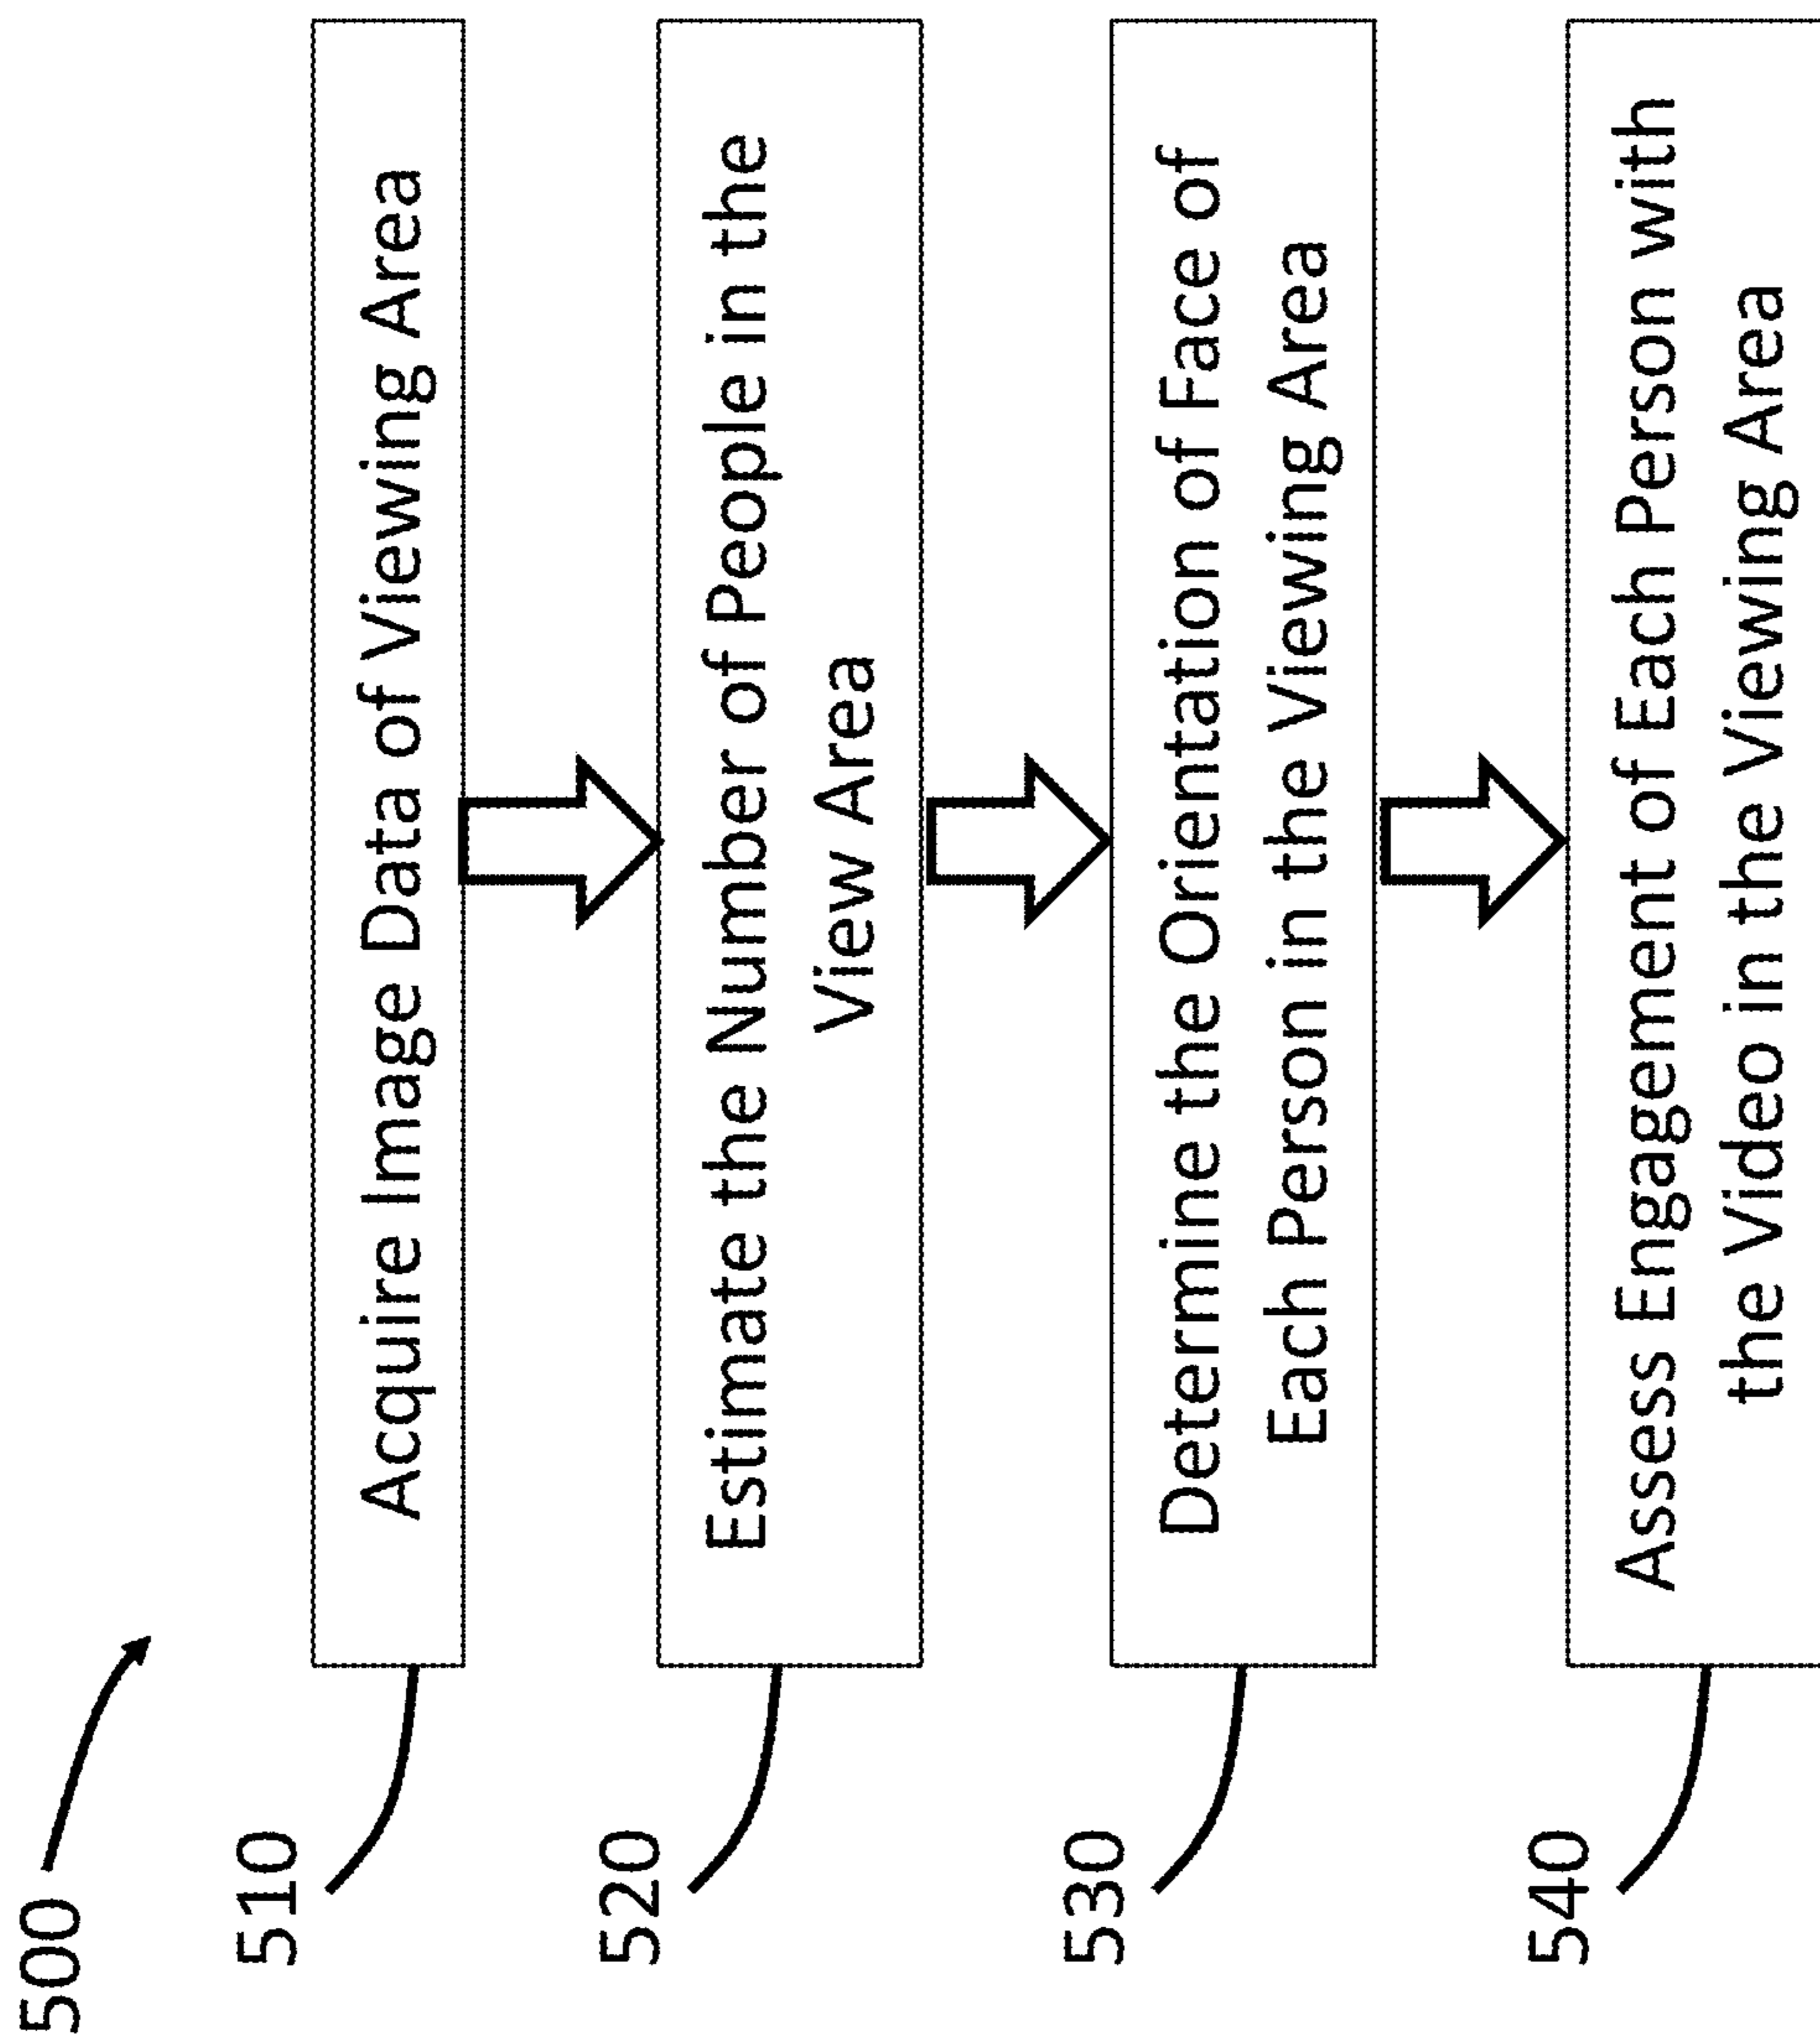 500
510
Acquire Image Data of Viewing Area
520
Estimate the Number of People in the
View Area
530
Determine the Orientation of Face of
Each Person in the Viewing Area
540
Assess Engagement of Each Person with
the Video in the Viewing Area